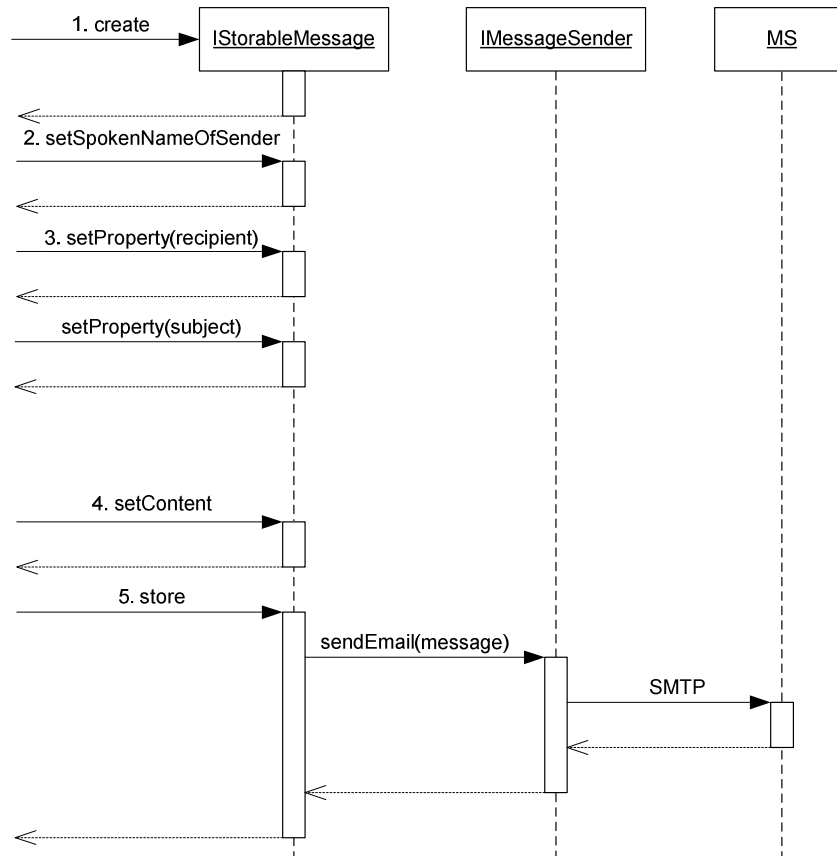 1. create
IStorableMessage
IMessageSender
MS
2. setSpokenNameOfSender
3. setProperty(recipient)
setProperty(subject)
4. setContent
5. store
sendEmail(message)
SMTP